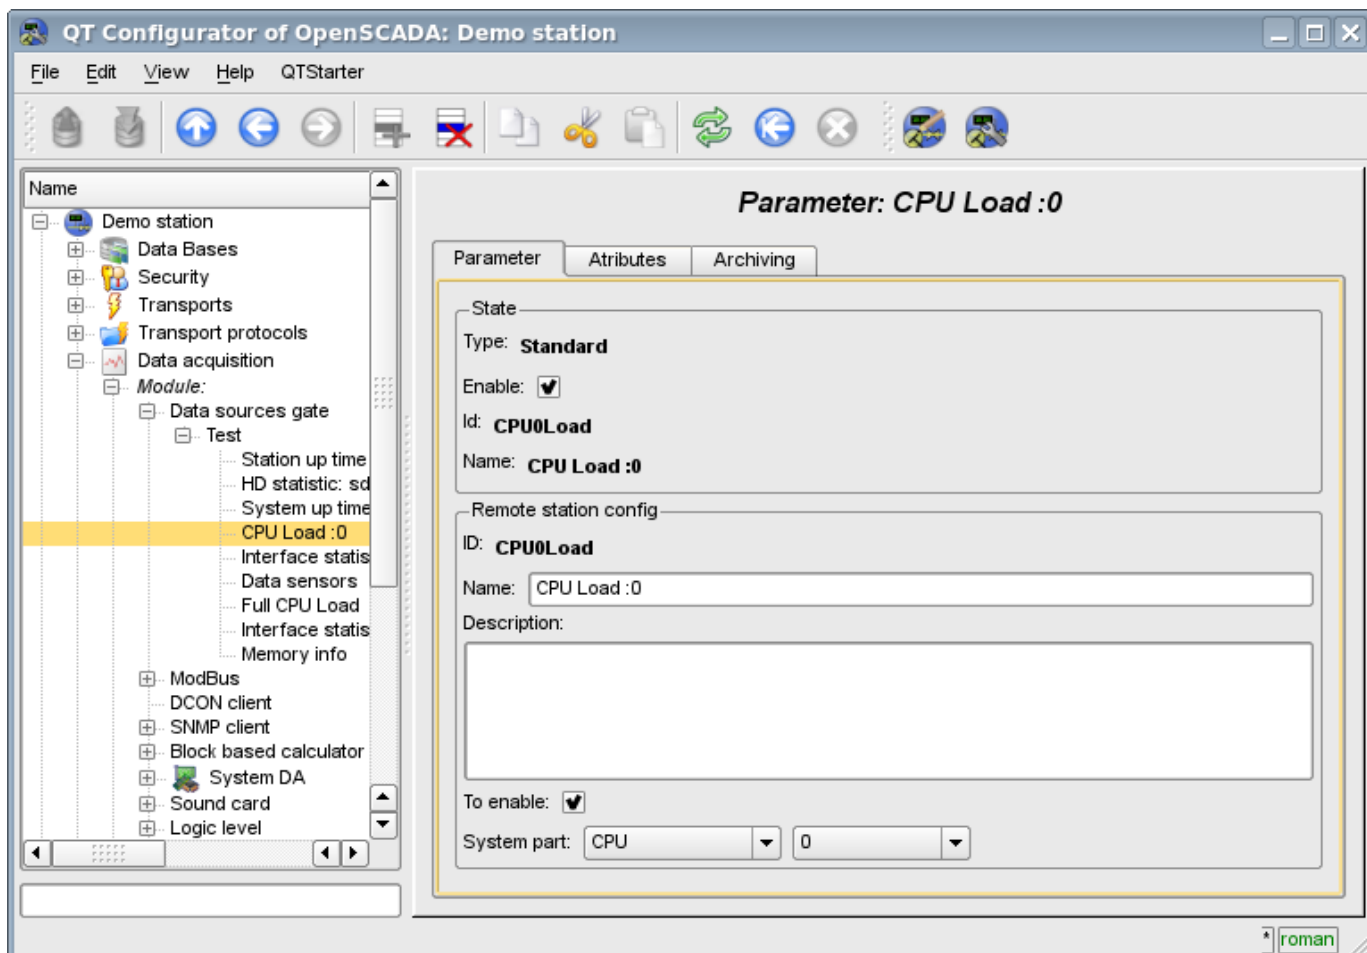 QT Configurator of OpenSCADA: Demo station
File Edit View Help QTStarter
Name
Demo station
Data Bases
Security
Transports
Transport protocols
Data acquisition
Module:
Data sources gate
Test
Station up time
HD statistic: sd
System up time
CPU Load :0
Interface statis
Data sensors
Full CPU Load
Interface statis
Memory info
ModBus
DCON client
SNMP client
Block based calculator
System DA
Sound card
Logic level
Parameter: CPU Load :0
Parameter Atributes Archiving
State
Type: Standard
Enable:
Id: CPU0Load
Name: CPU Load :0
Remote station config
ID: CPU0Load
Name: CPU Load :0
Description:
To enable:
System part: CPU 0
* roman